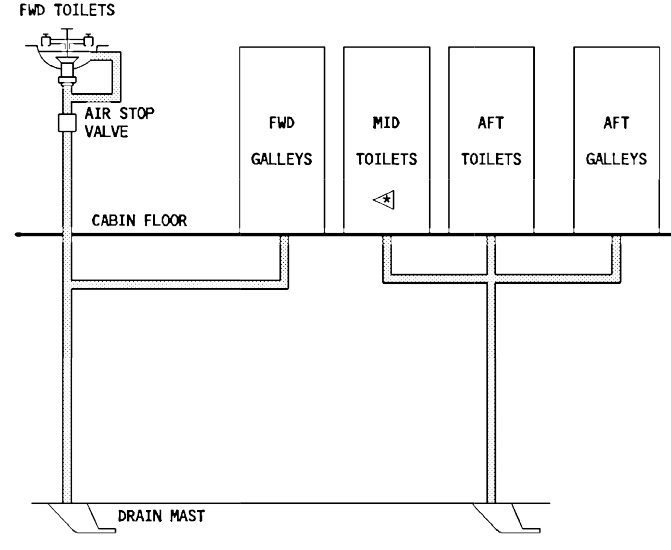 FWD TOILETS
AIR STOP
VALVE
FWD
GALLEYS
MID
TOILETS
*
AFT
TOILETS
AFT
GALLEYS
CABIN FLOOR
DRAIN MAST